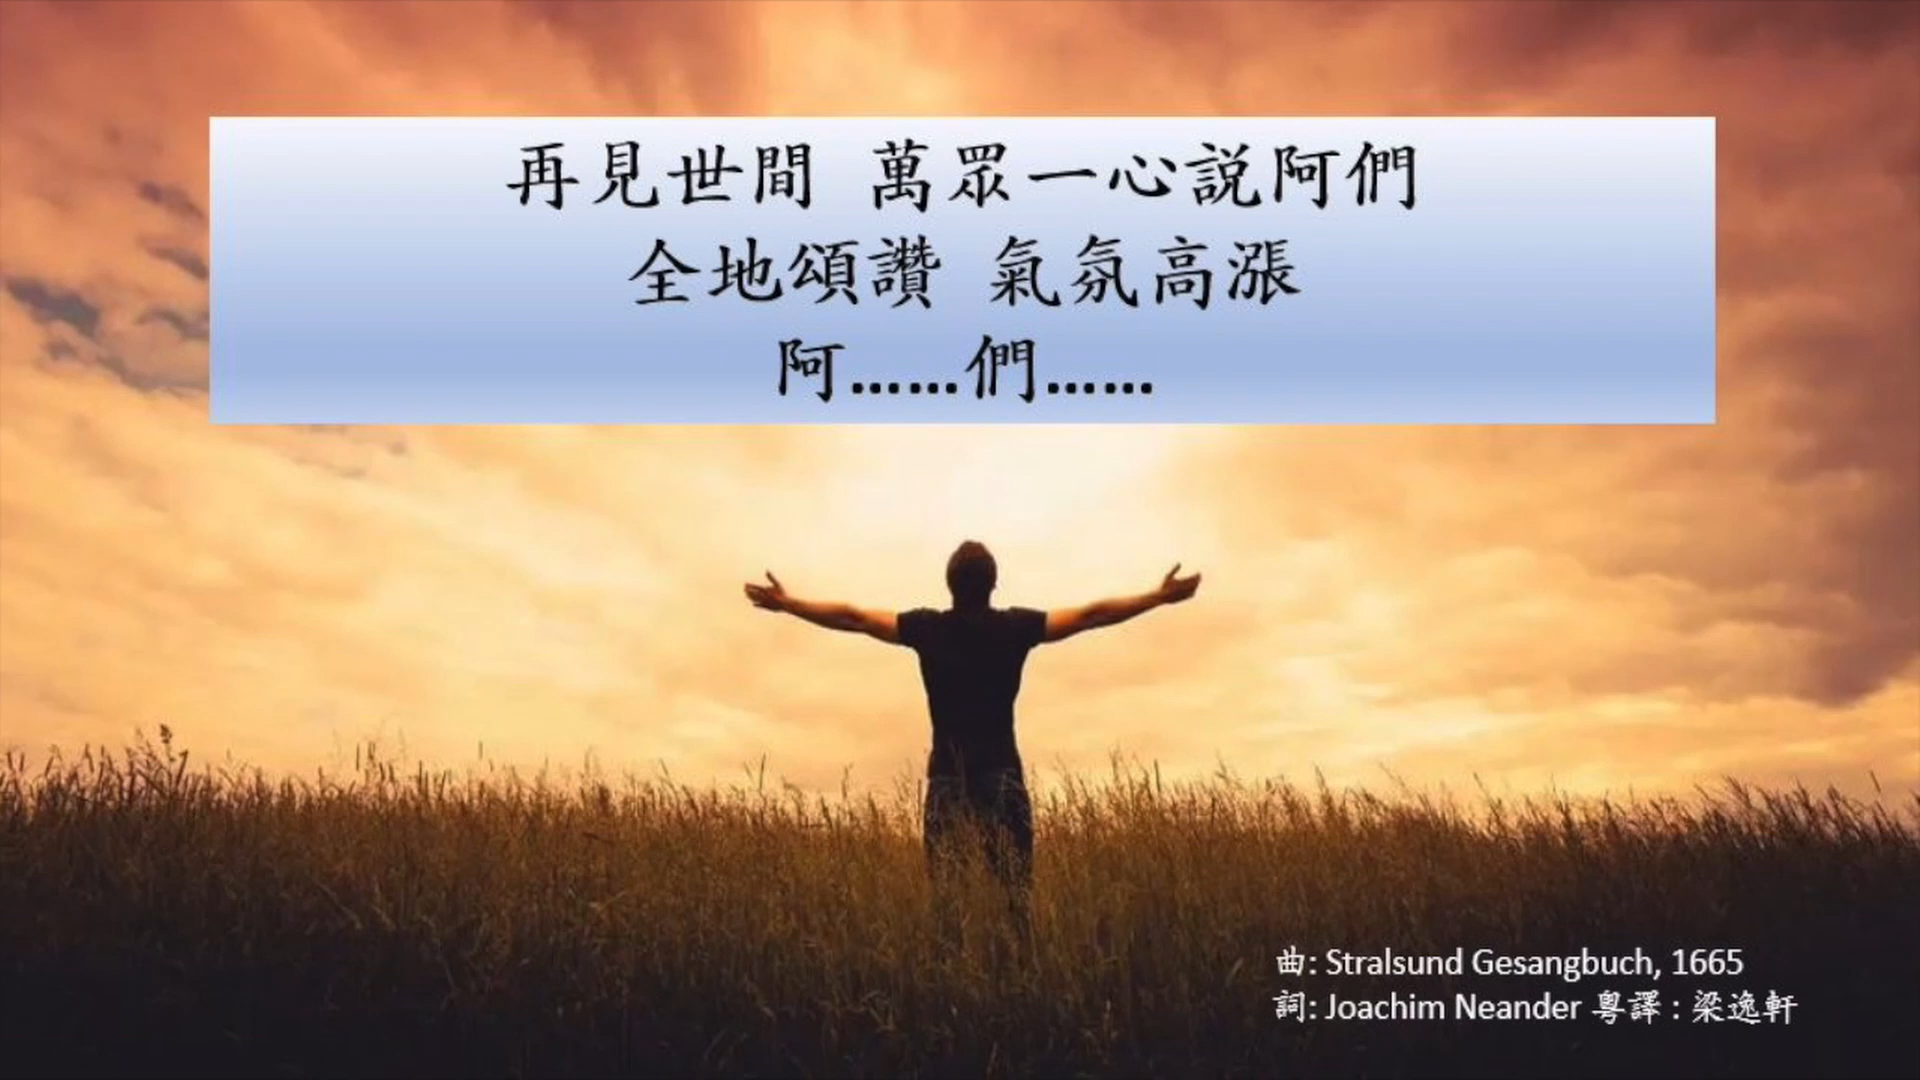 再見世間 萬眾一心説阿們
全地頌讚 氣氛高漲
阿……們……
曲: Stralsund Gesangbuch, 1665
詞: Joachim Neander 粵譯 : 梁逸軒